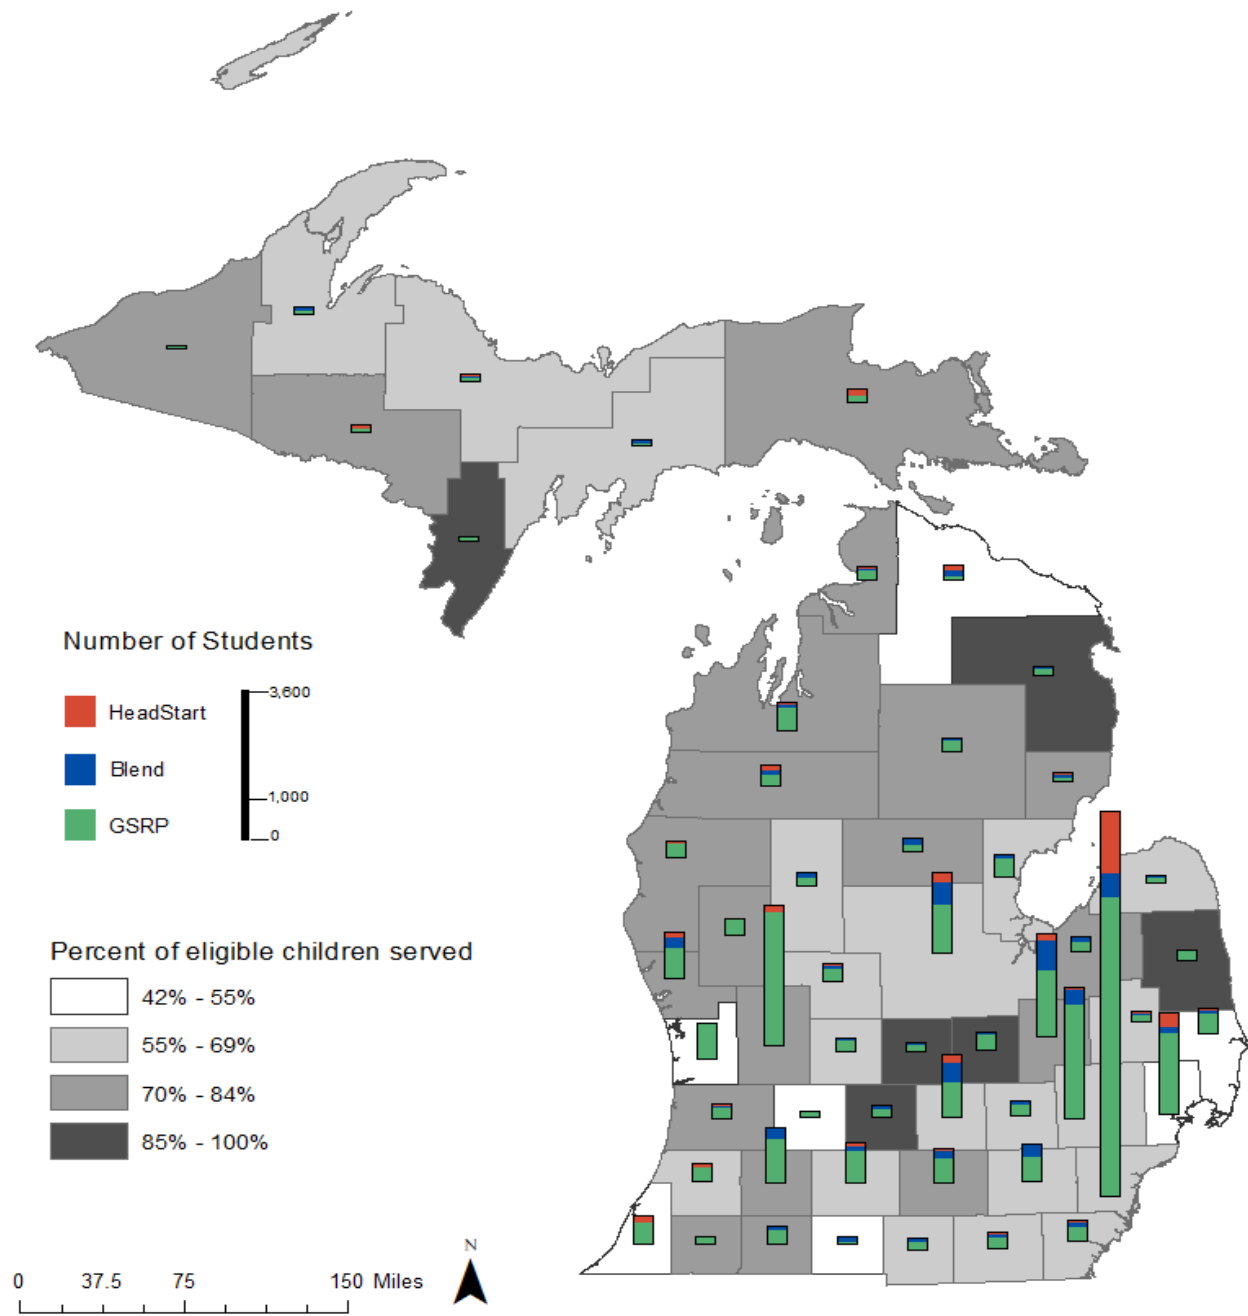 Number of Students
HeadStart
Blend
GSRP
3,600
1,000
0
Percent of eligible children served
42% - 55%
55% - 69%
70% - 84%
85% - 100%
N
0 37.5 75 150 Miles